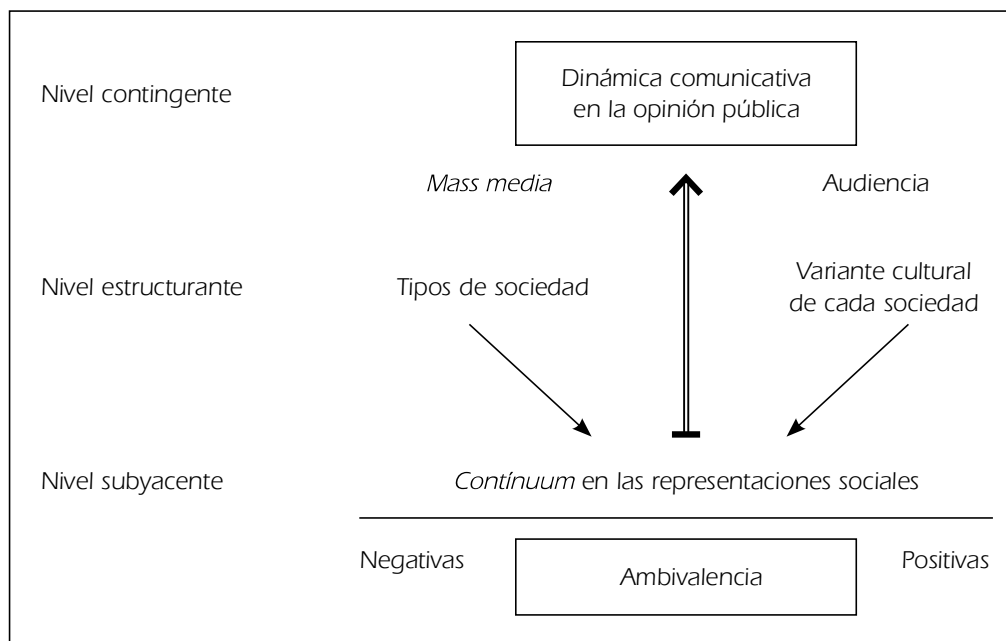 Nivel contingente
Dinámica comunicativa
en la opinión pública
Mass media
Audiencia
Nivel estructurante
Tipos de sociedad
Variante cultural
de cada sociedad
Nivel subyacente
Contínuum en las representaciones sociales
Negativas
Ambivalencia
Positivas